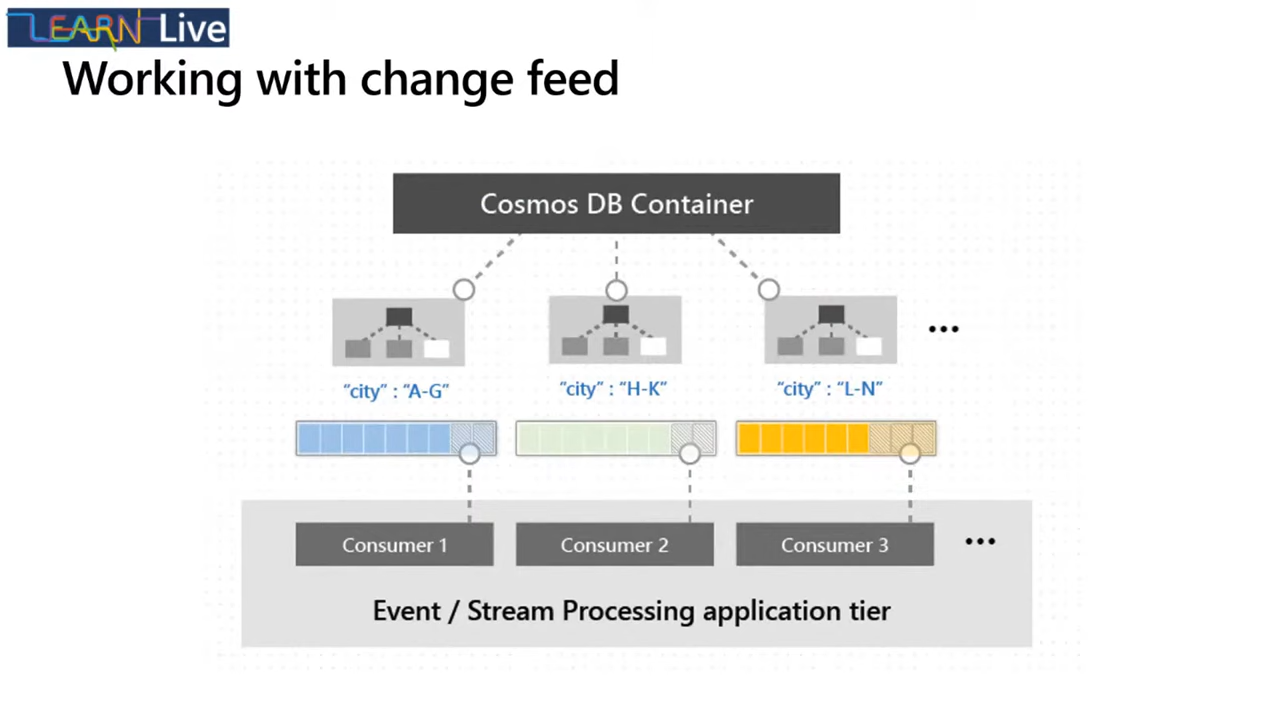 LEARN Live
Working with change feed
Cosmos DB Container
“city” : “A-G”
“city” : “H-K”
“city” : “L-N”
Consumer 1
Consumer 2
Consumer 3
Event / Stream Processing application tier